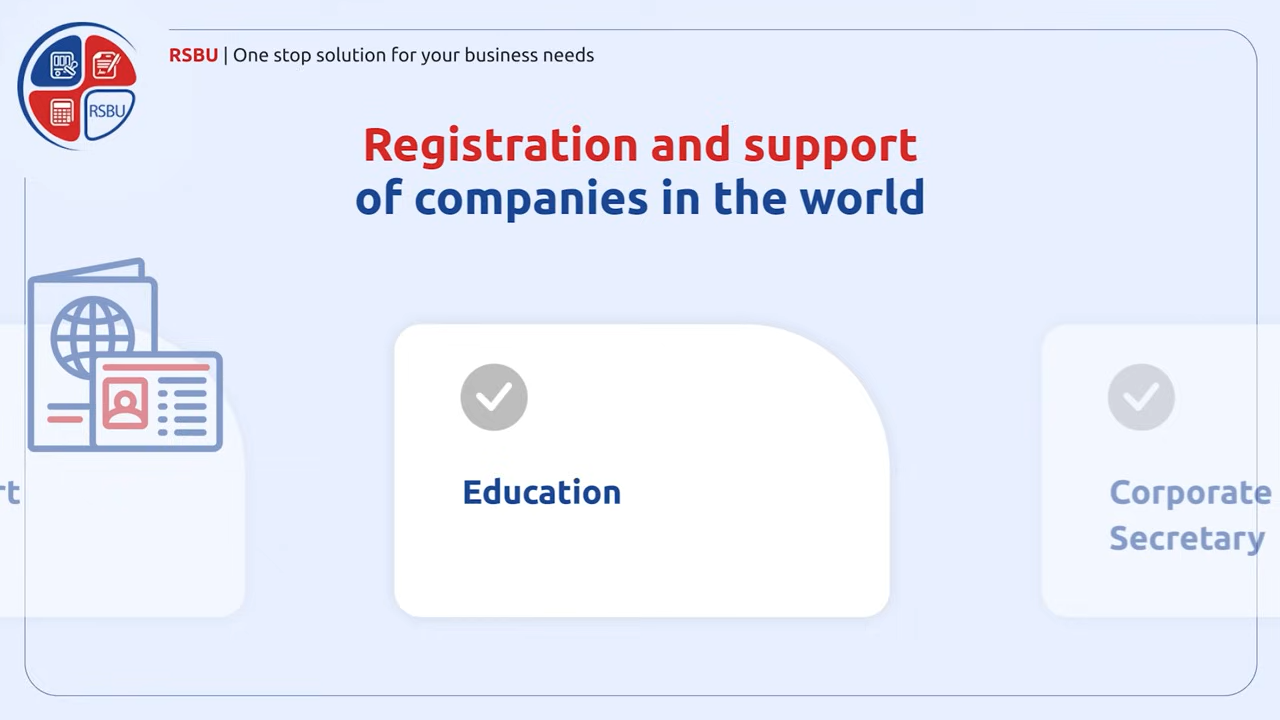 RSBU | One stop solution for your business needs
RSBU
Registration and support
of companies in the world
Education
Corporate
Secretary